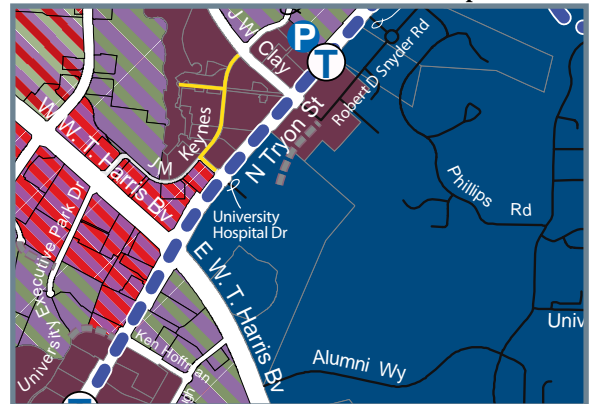 J W Clay
P
T
Robert D Snyder Rd
N Tryon St
JM Keynes
W W. T. Harris Bv
Phillips Rd
University
Hospital Dr
University Executive Park Dr
E W. T. Harris Bv
Univ
Ken Hoffman
Alumni Wy
T